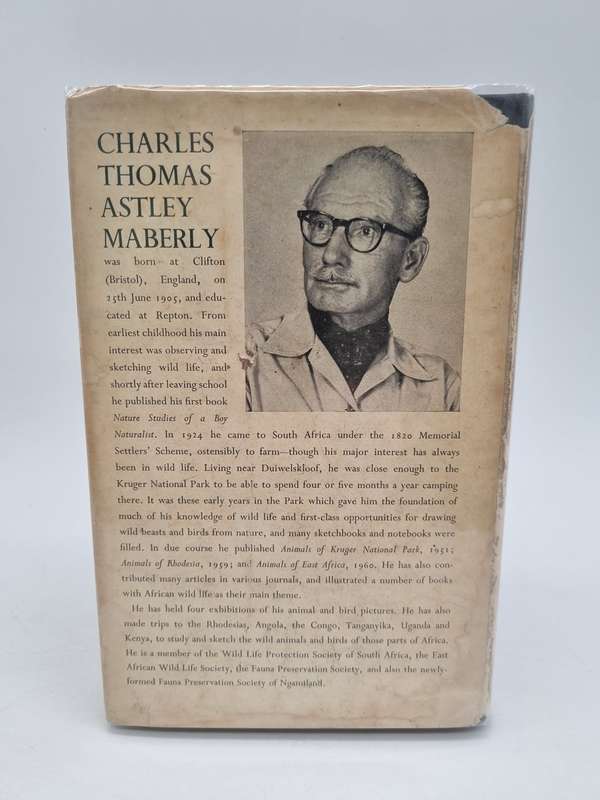 CHARLES
THOMAS
ASTLEY
MABERLY
was born at Clifton
(Bristol), England, on
25th June 1905, and edu-
cated at Repton. From
earliest childhood his main
interest was observing and
sketching wild life, and
shortly after leaving school
he published his first book
Nature Studies of a Boy
Naturalist. In 1924 he came to South Africa under the 1820 Memorial
Settlers' Scheme, ostensibly to farm—though his major interest has always
been in wild life. Living near Duiwelskloof, he was close enough to the
Kruger National Park to be able to spend four or five months a year camping
there. It was these early years in the Park which gave him the foundation of
much of his knowledge of wild life and first-class opportunities for drawing
wild beasts and birds from nature, and many sketchbooks and notebooks were
filled. In due course he published Animals of Kruger National Park, 1951;
Animals of Rhodesia, 1959; and Animals of East Africa, 1960. He has also con-
tributed many articles in various journals, and illustrated a number of books
with African wild life as their main theme.
He has held four exhibitions of his animal and bird pictures. He has also
made trips to the Rhodesias, Angola, the Congo, Tanganyika, Uganda and
Kenya, to study and sketch the wild animals and birds of those parts of Africa.
He is a member of the Wild Life Protection Society of South Africa, the East
African Wild Life Society, the Fauna Preservation Society, and also the newly-
formed Fauna Preservation Society of Ngamiland.